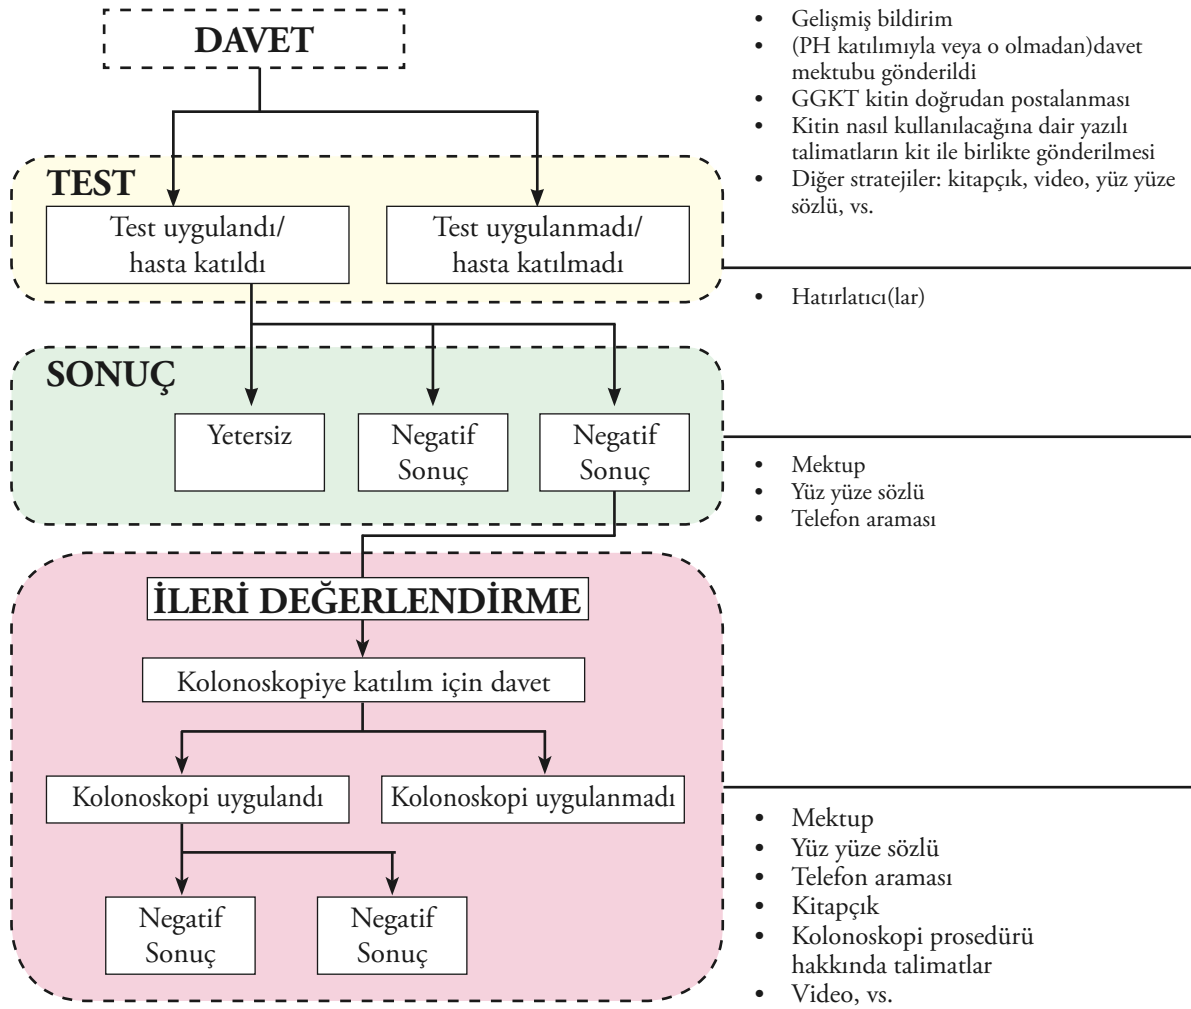 DAVET
• Gelişmiş bildirim
• (PH katılımıyla veya o olmadan)davet
mektubu gönderildi
• GGKT kitin doğrudan postalanması
• Kitin nasıl kullanılacağına dair yazılı
talimatların kit ile birlikte gönderilmesi
• Diğer stratejiler: kitapçık, video, yüz yüze
sözlü, vs.
TEST
Test uygulandı/
hasta katıldı
Test uygulanmadı/
hasta katılmadı
• Hatırlatıcı(lar)
SONUÇ
Yetersiz
Negatif
Sonuç
Negatif
Sonuç
• Mektup
• Yüz yüze sözlü
• Telefon araması
İLERİ DEĞERLENDİRME
Kolonoskopiye katılım için davet
Kolonoskopi uygulandı
Kolonoskopi uygulanmadı
Negatif
Sonuç
Negatif
Sonuç
• Mektup
• Yüz yüze sözlü
• Telefon araması
• Kitapçık
• Kolonoskopi prosedürü
hakkında talimatlar
• Video, vs.